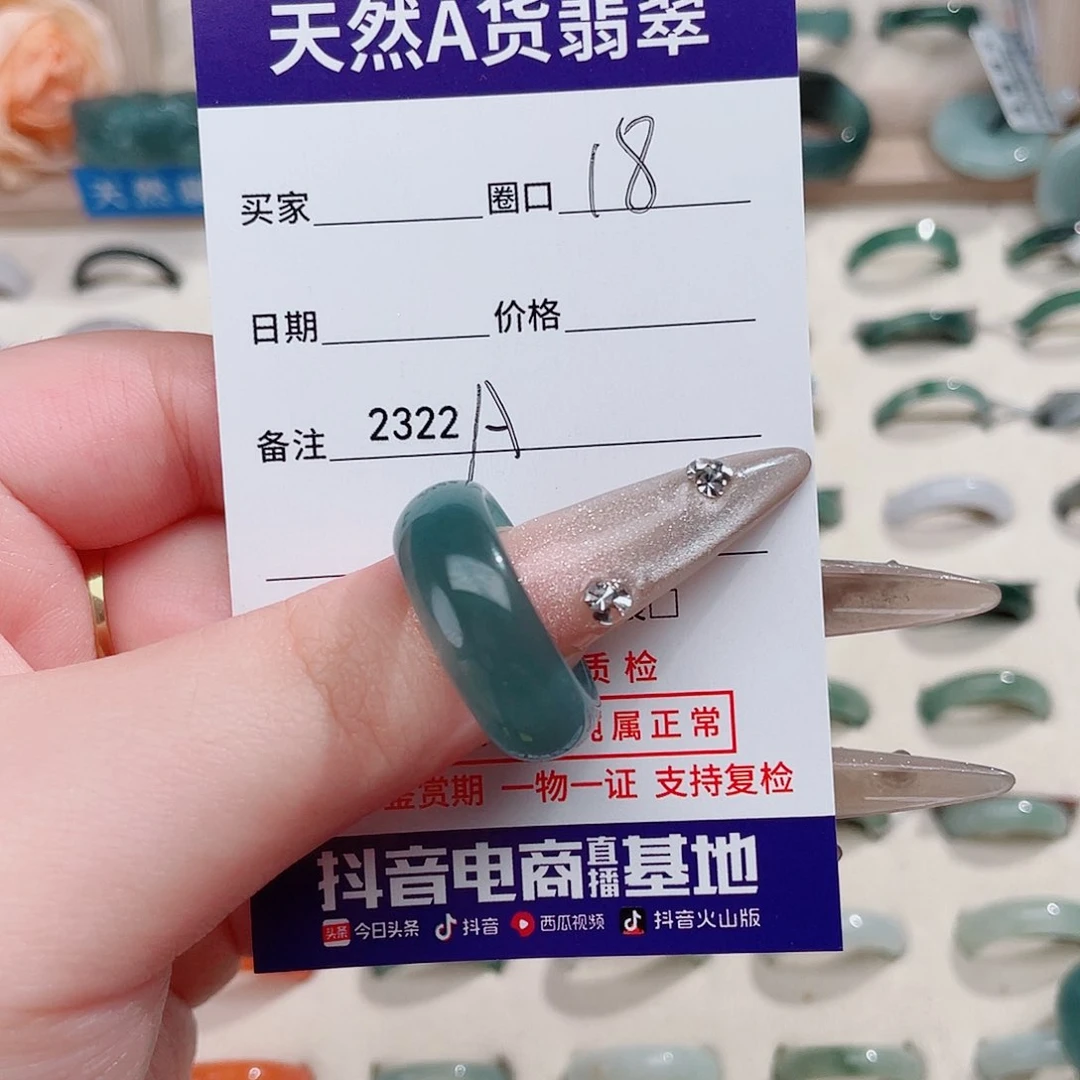 天然A货翡翠
买家 圈口 18
日期 价格
备注 2322 A
质检
属正常
鉴赏期 一物一证 支持复检
抖音电商直播基地
头条 今日头条 抖音 西瓜视频 抖音火山版
天然